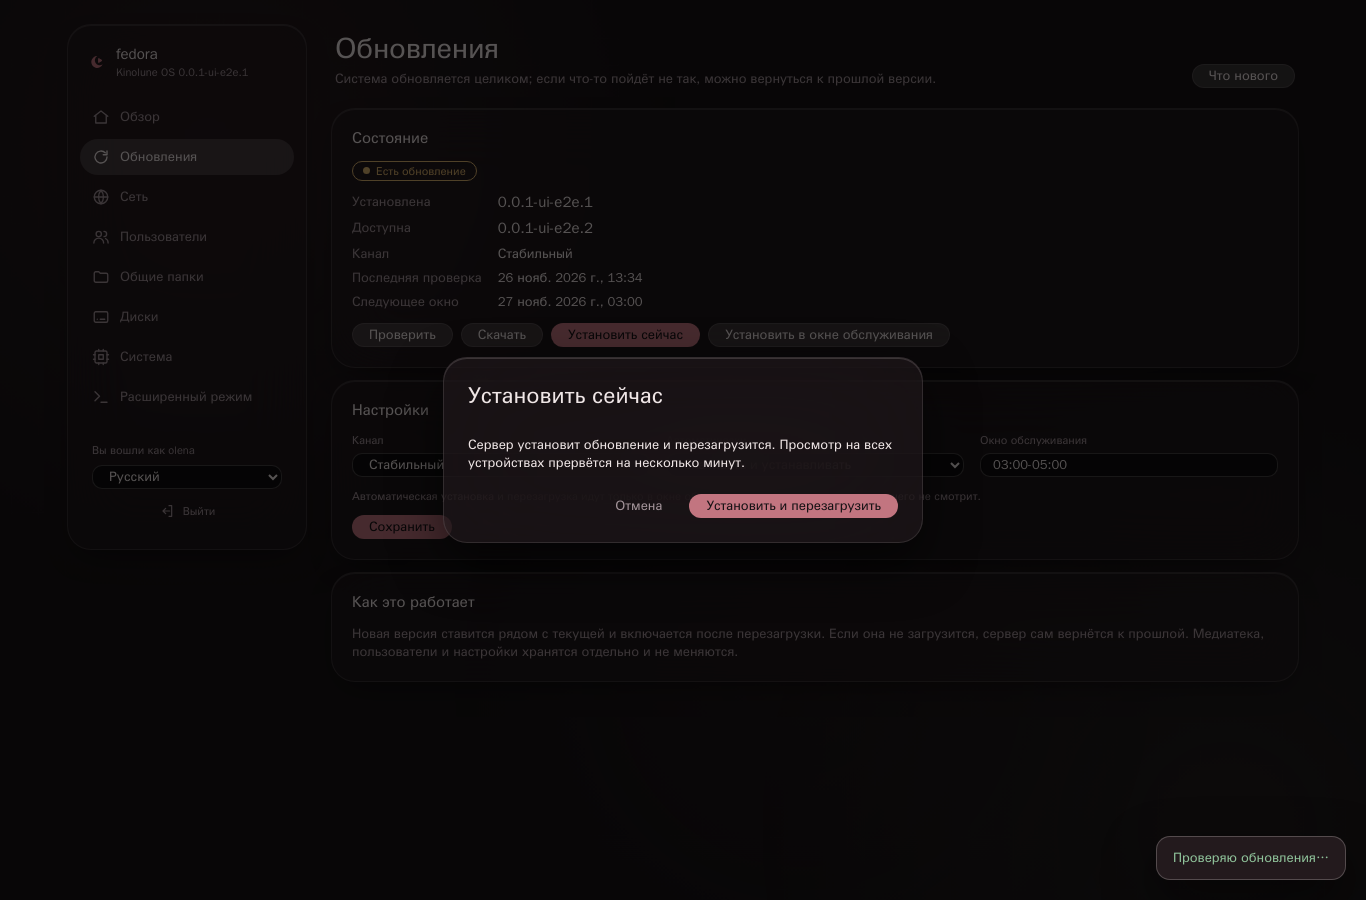 fedora
Kinolune OS 0.0.1-ui-e2e.1
Обзор
Обновления
Сеть
Пользователи
Общие папки
Диски
Система
Расширенный режим
Вы вошли как olena
Русский
Выйти
Обновления
Система обновляется целиком; если что-то пойдёт не так, можно вернуться к прошлой версии.
Что нового
Состояние
Есть обновление
Установлена 0.0.1-ui-e2e.1
Доступна 0.0.1-ui-e2e.2
Канал Стабильный
Последняя проверка 26 нояб. 2026 г., 13:34
Следующее окно 27 нояб. 2026 г., 03:00
Проверить Скачать Установить сейчас Установить в окне обслуживания
Настройки
Канал Окно обслуживания
Стабильный 03:00-05:00
Автоматическая не смотрит.
Сохранить
Установить сейчас
Сервер установит обновление и перезагрузится. Просмотр на всех
устройствах прервётся на несколько минут.
Отмена Установить и перезагрузить
Как это работает
Новая версия ставится рядом с текущей и включается после перезагрузки. Если она не загрузится, сервер сам вернётся к прошлой. Медиатека,
пользователи и настройки хранятся отдельно и не меняются.
Проверяю обновления…